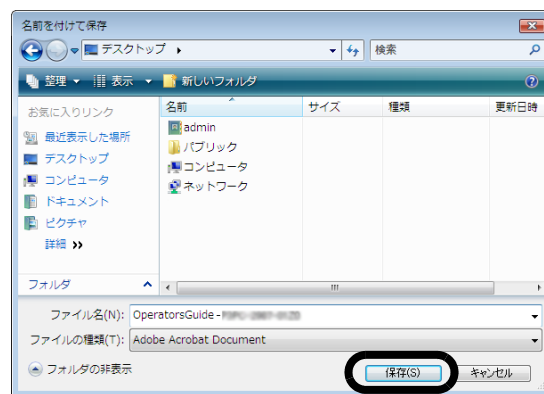 名前を付けて保存
デスクトップ
検索
整理 表示 新しいフォルダ
お気に入りリンク
最近表示した場所
デスクトップ
コンピュータ
ドキュメント
ピクチャ
詳細 »
フォルダ
名前 サイズ 種類 更新日時
admin
パブリック
コンピュータ
ネットワーク
ファイル名(N): OperatorsGuide-
ファイルの種類(T): Adobe Acrobat Document
フォルダの非表示 保存(S) キャンセル